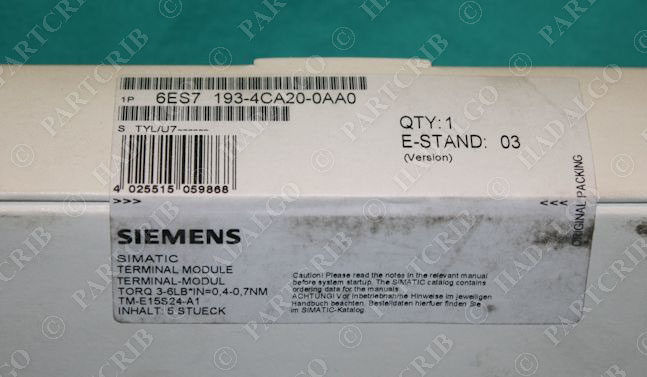 1P 6ES7 193-4CA20-0AA0
S TYL/U7------
QTY: 1
E-STAND: 03
(Version)
4 025515 059868
>>> <<<
ORIGINAL PACKING
SIEMENS
SIMATIC
TERMINAL MODULE
TERMINAL-MODUL
TORQ 3-6LB*IN=0,4-0,7NM
TM-E15S24-A1
INHALT: 5 STUECK
Caution! Please read the notes in the relevant manual
before system startup. The SIMATIC catalog contains
ordering data for the manuals.
ACHTUNG! Vor Inbetriebnahme Hinweise im jeweiligen
Handbuch beachten. Bestelldaten hierfuer finden Sie
im SIMATIC-Katalog.
© PARTCRIB
© HADALGO